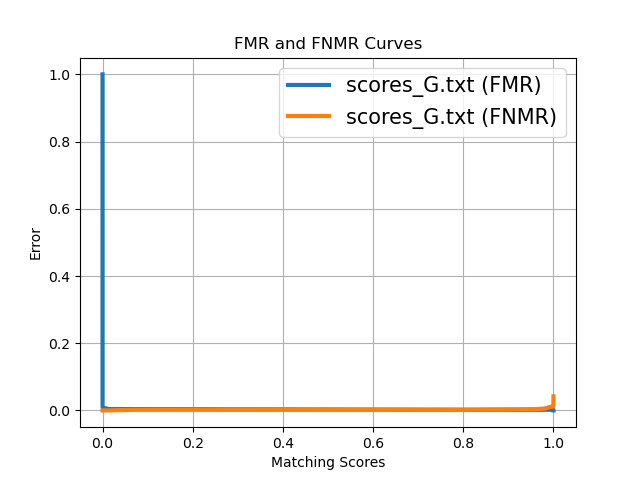 FMR and FNMR Curves
scores_G.txt (FMR)
scores_G.txt (FNMR)
1.0
0.8
0.6
0.4
0.2
0.0
Error
0.0 0.2 0.4 0.6 0.8 1.0
Matching Scores